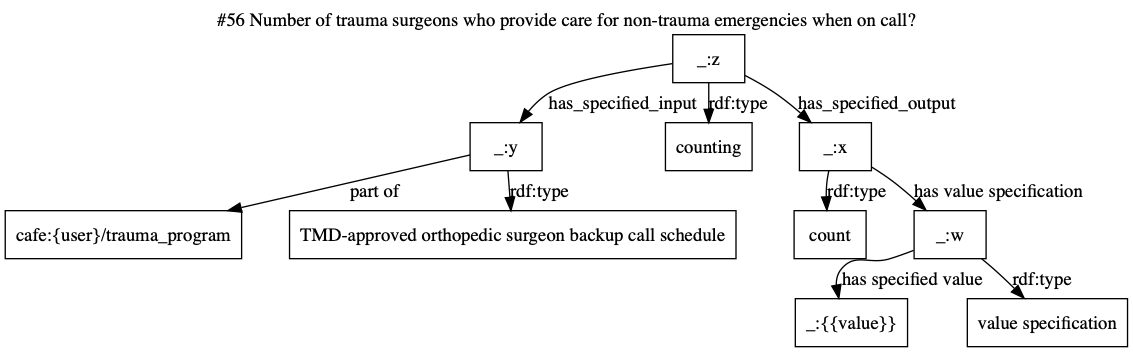 #56 Number of trauma surgeons who provide care for non-trauma emergencies when on call?
_:z
has_specified_input
rdf:type
has_specified_output
_:y
counting
_:x
part of
rdf:type
rdf:type
has value specification
cafe:{user}/trauma_program
TMD-approved orthopedic surgeon backup call schedule
count
_:w
has specified value
rdf:type
_:{{value}}
value specification